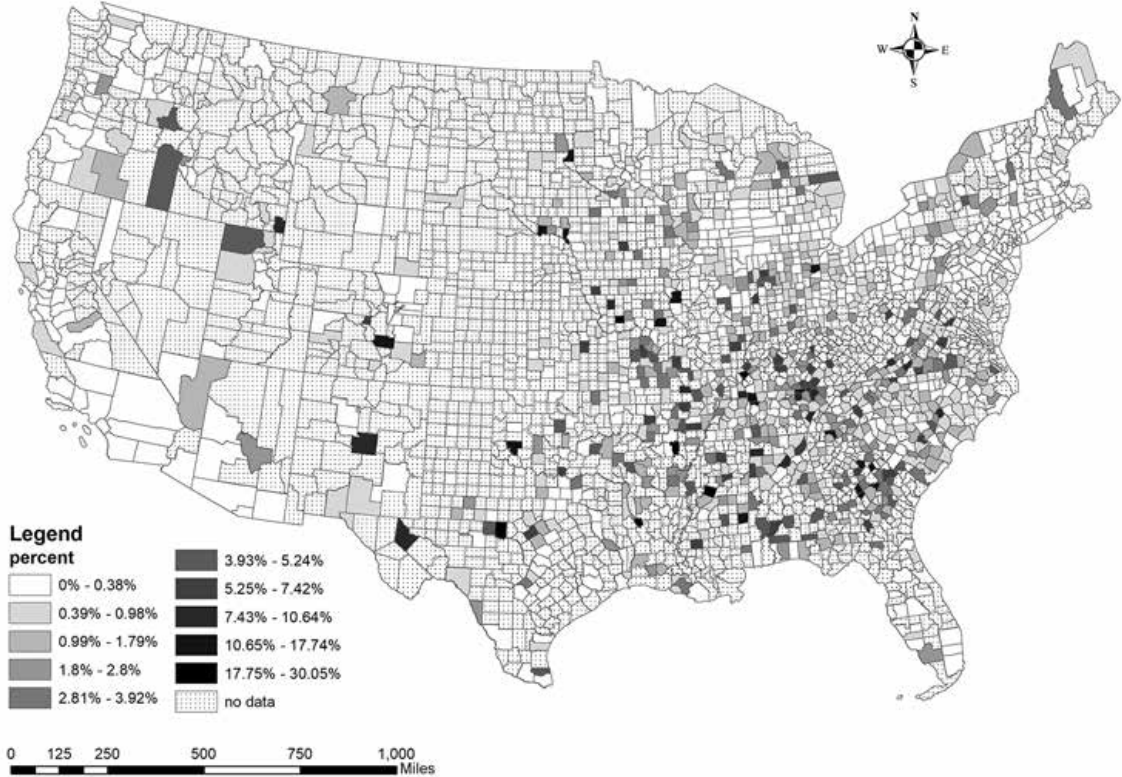 N
W E
S
Legend
percent
0% - 0.38%
0.39% - 0.98%
0.99% - 1.79%
1.8% - 2.8%
2.81% - 3.92%
3.93% - 5.24%
5.25% - 7.42%
7.43% - 10.64%
10.65% - 17.74%
17.75% - 30.05%
no data
0 125 250 500 750 1,000
Miles